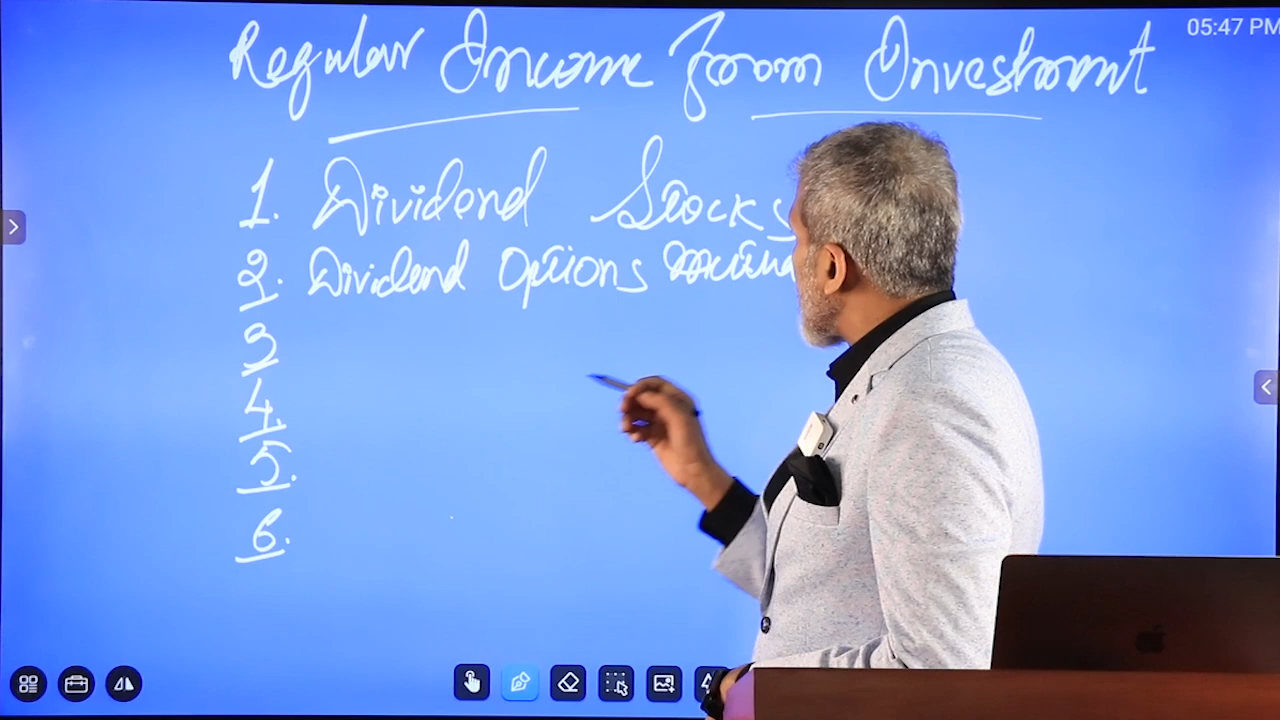 05:47 PM
Regular Income from Investment
1. Dividend Stocks
2. Dividend Options
3
4.
5.
6.